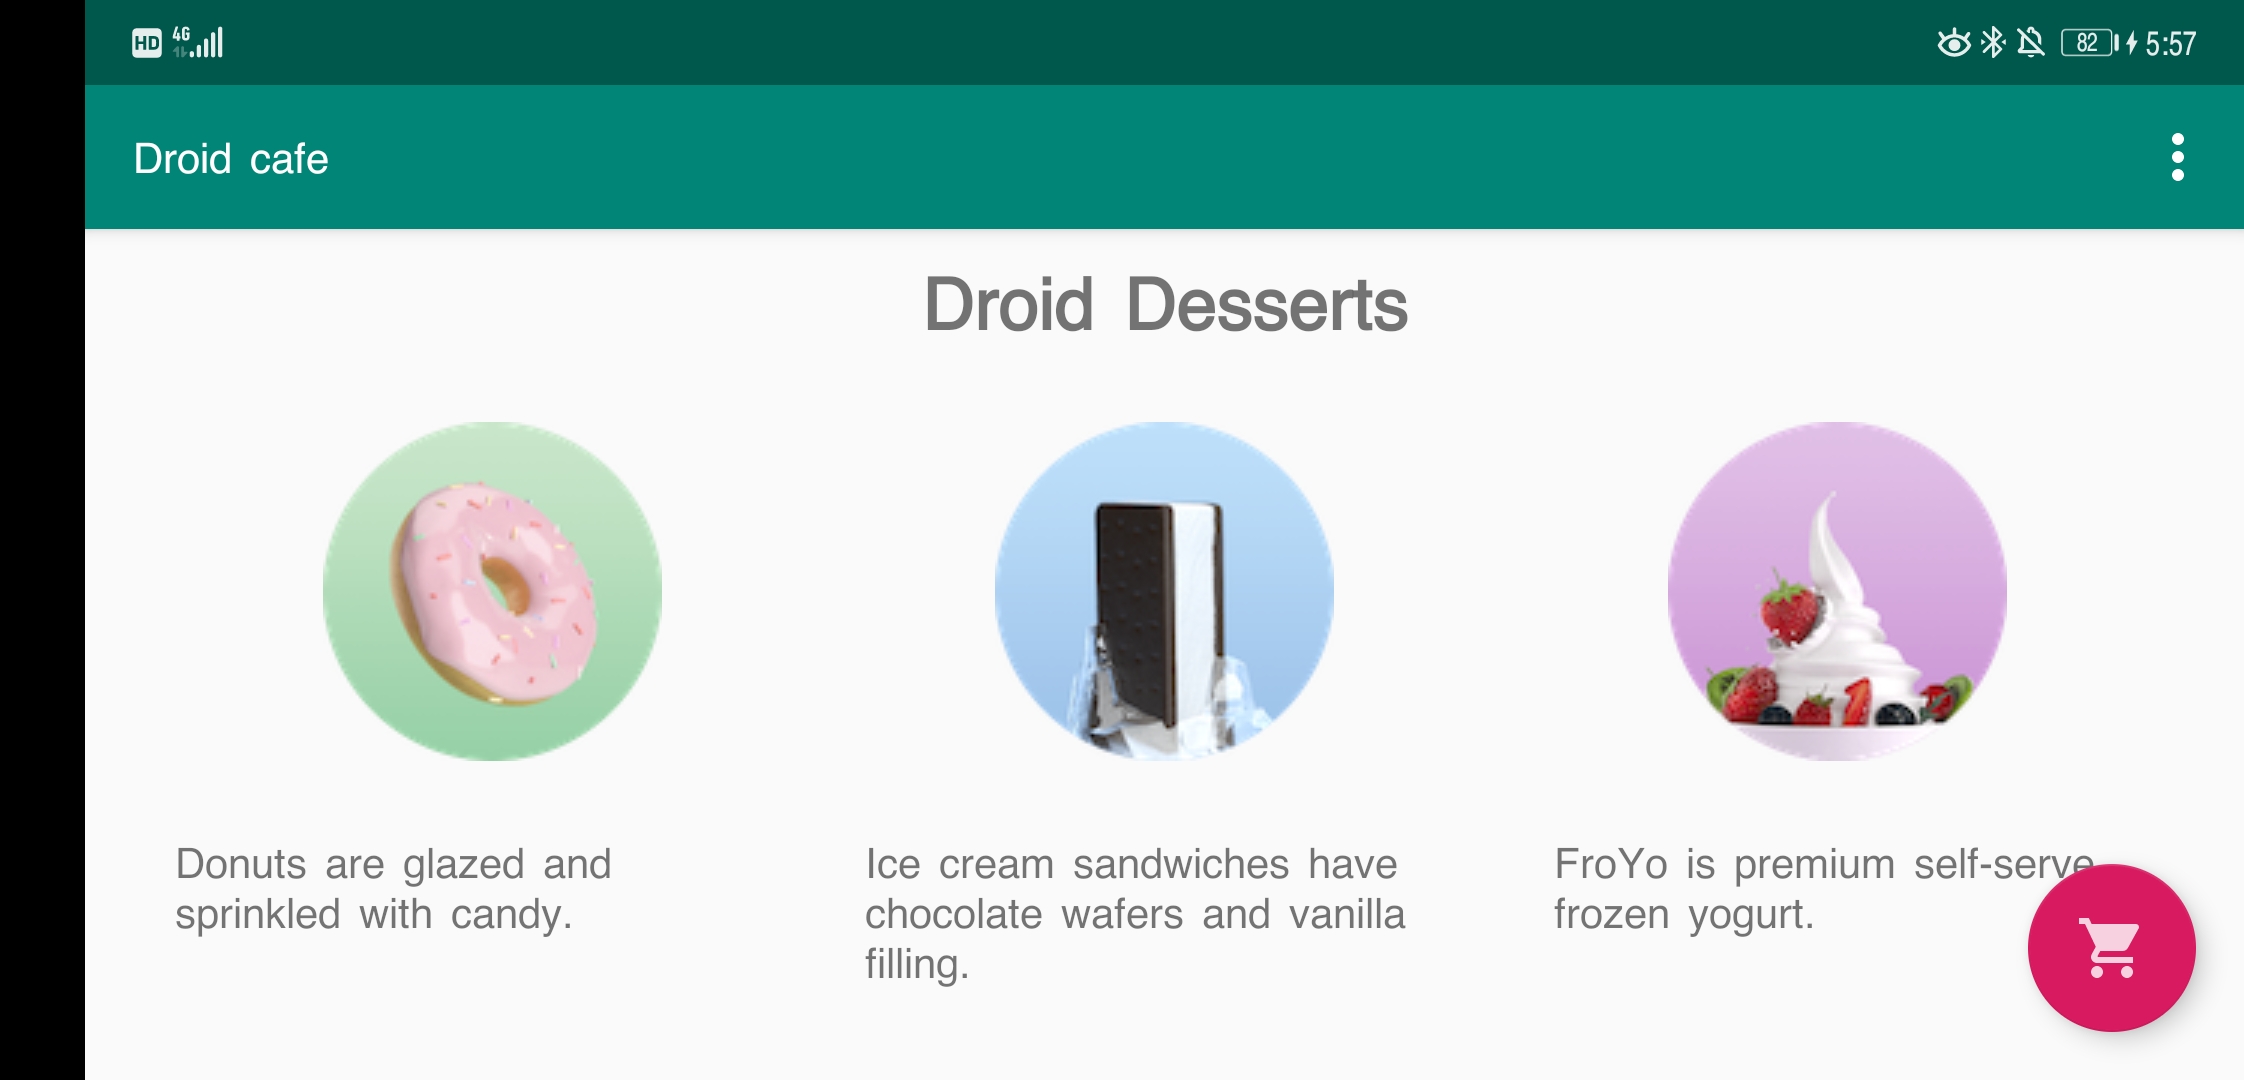 HD 4G 82 5:57
Droid cafe
Droid Desserts
Donuts are glazed and
sprinkled with candy.
Ice cream sandwiches have
chocolate wafers and vanilla
filling.
FroYo is premium self-serve
frozen yogurt.